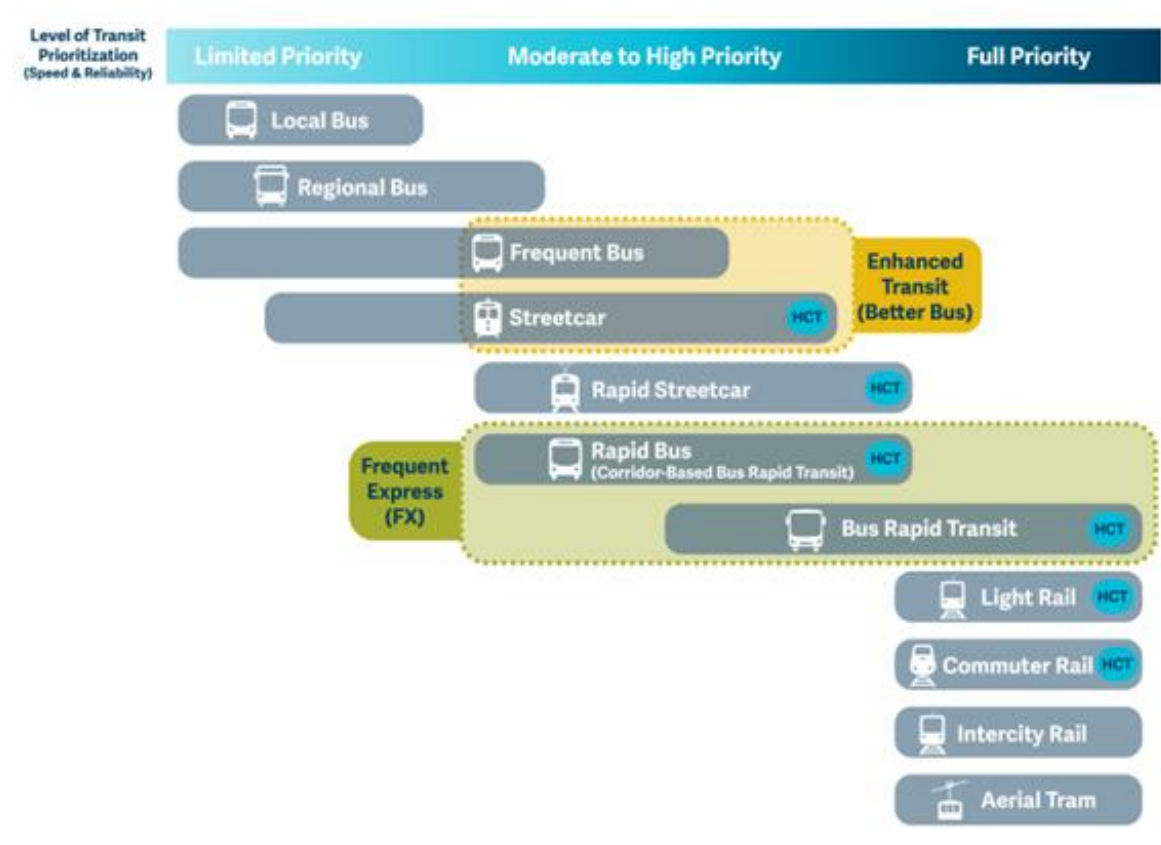 Level of Transit
Prioritization
(Speed & Reliability)
Limited Priority
Moderate to High Priority
Full Priority
Local Bus
Regional Bus
Frequent Bus
Streetcar
HCT
Enhanced
Transit
(Better Bus)
Rapid Streetcar
HCT
Frequent
Express
(FX)
Rapid Bus
(Corridor-Based Bus Rapid Transit)
HCT
Bus Rapid Transit
HCT
Light Rail
HCT
Commuter Rail
HCT
Intercity Rail
Aerial Tram